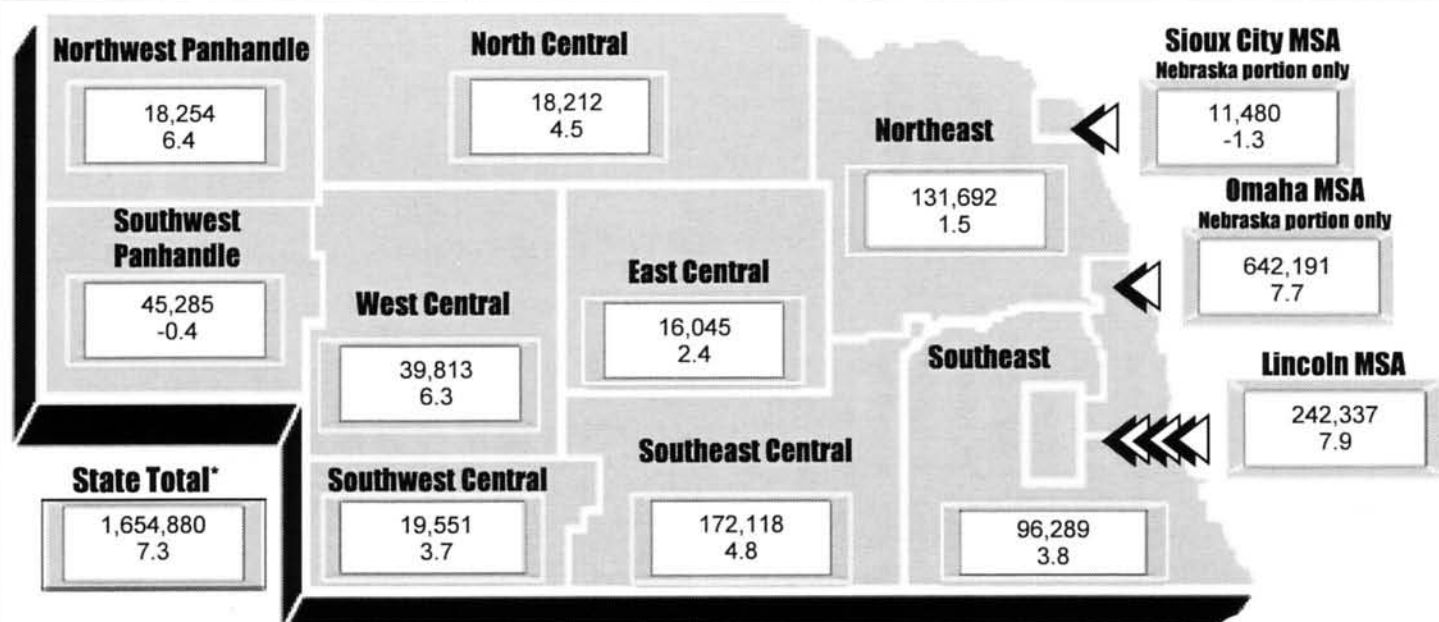 Northwest Panhandle
18,254
6.4
North Central
18,212
4.5
Sioux City MSA
Nebraska portion only
11,480
-1.3
Northeast
131,692
1.5
Omaha MSA
Nebraska portion only
642,191
7.7
Southwest
Panhandle
45,285
-0.4
West Central
39,813
6.3
East Central
16,045
2.4
Southeast
96,289
3.8
Lincoln MSA
242,337
7.9
State Total*
1,654,880
7.3
Southwest Central
19,551
3.7
Southeast Central
172,118
4.8